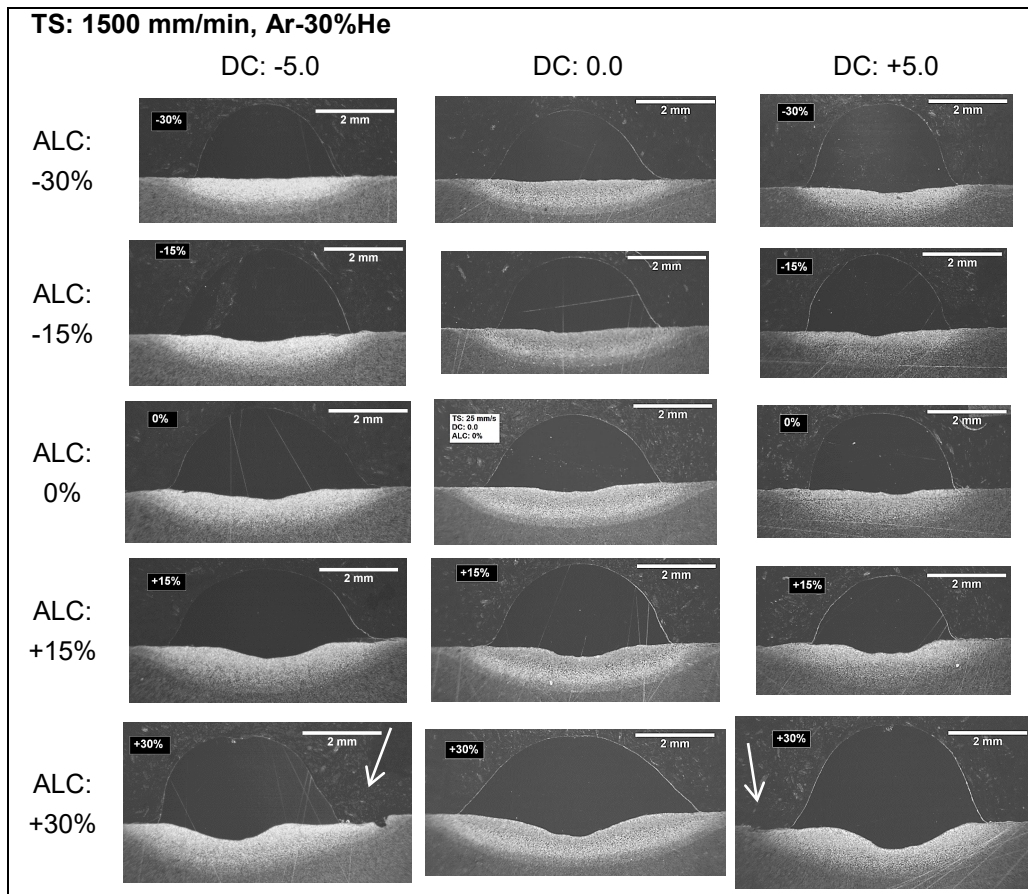 TS: 1500 mm/min, Ar-30%He
DC: -5.0 DC: 0.0 DC: +5.0
ALC:
-30%
-30%
2 mm
2 mm
-30%
2 mm
ALC:
-15%
-15%
2 mm
2 mm
-15%
2 mm
ALC:
0%
0%
2 mm
TS: 25 mm/s
DC: 0.0
ALC: 0%
2 mm
0%
2 mm
ALC:
+15%
+15%
2 mm
+15%
2 mm
+15%
2 mm
ALC:
+30%
+30%
2 mm
+30%
2 mm
+30%
2 mm